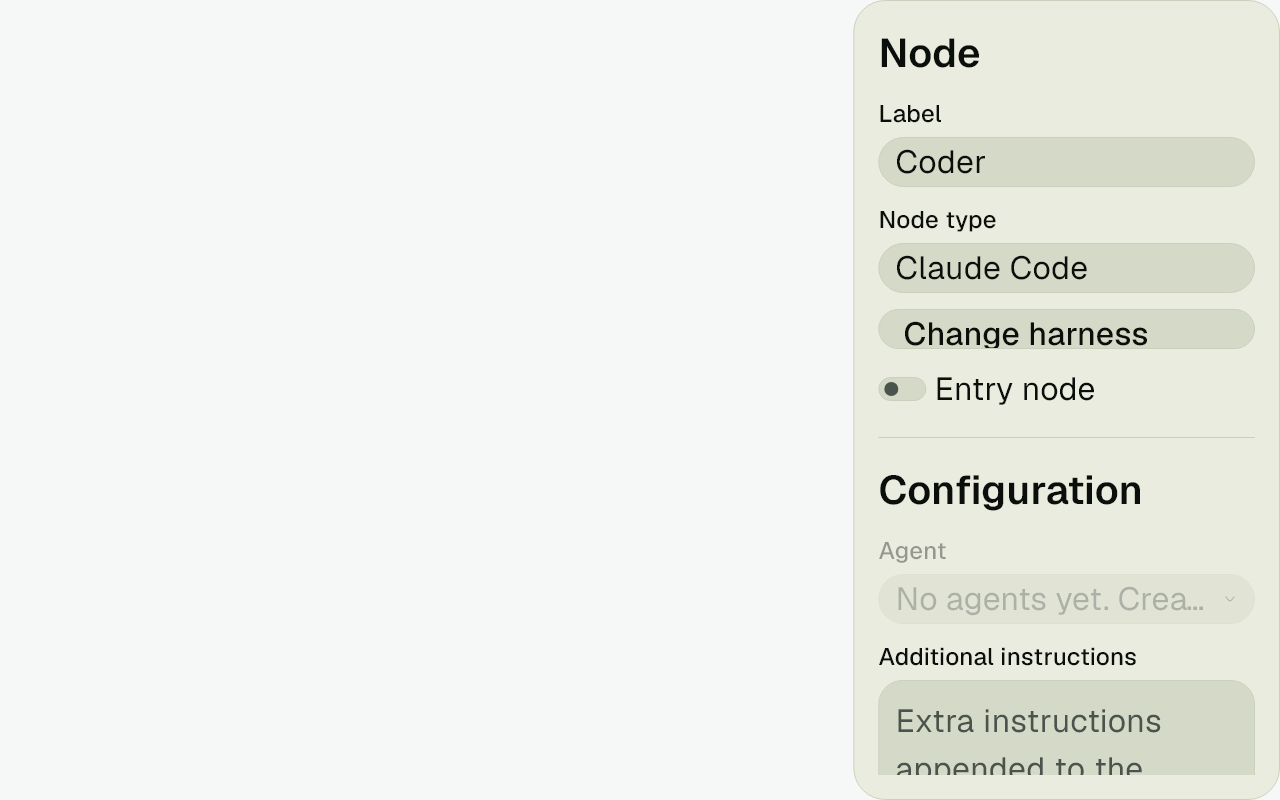 Node
Label
Coder
Node type
Claude Code
Change harness
Entry node
Configuration
Agent
No agents yet. Crea...
Additional instructions
Extra instructions
appended to the